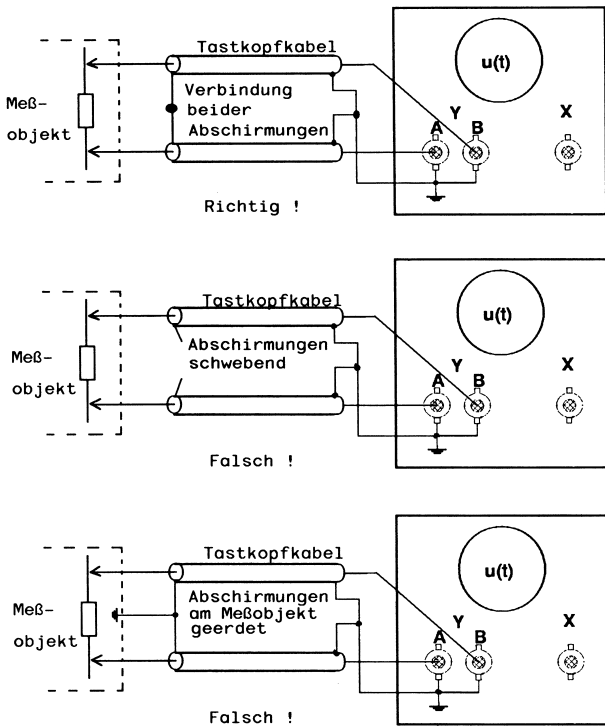 Tastkopfkabel
u(t)
Meß-
objekt
Verbindung
beider
Abschirmungen
Y
X
A
B
Richtig !
Tastkopfkabel
u(t)
Meß-
objekt
Abschirmungen
schwebend
Y
X
A
B
Falsch !
Tastkopfkabel
u(t)
Meß-
objekt
Abschirmungen
am Meßobjekt
geerdet
Y
X
A
B
Falsch !